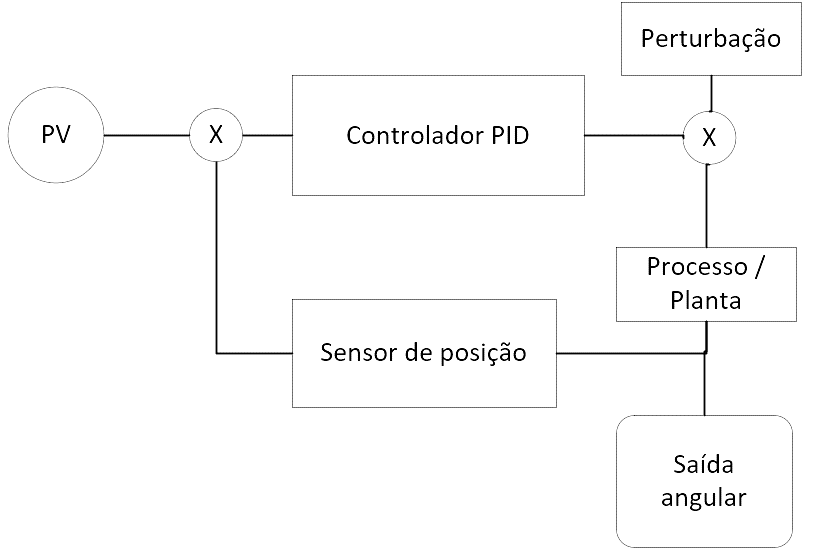 Perturbação
PV
X
Controlador PID
X
Processo /
Planta
Sensor de posição
Saída
angular